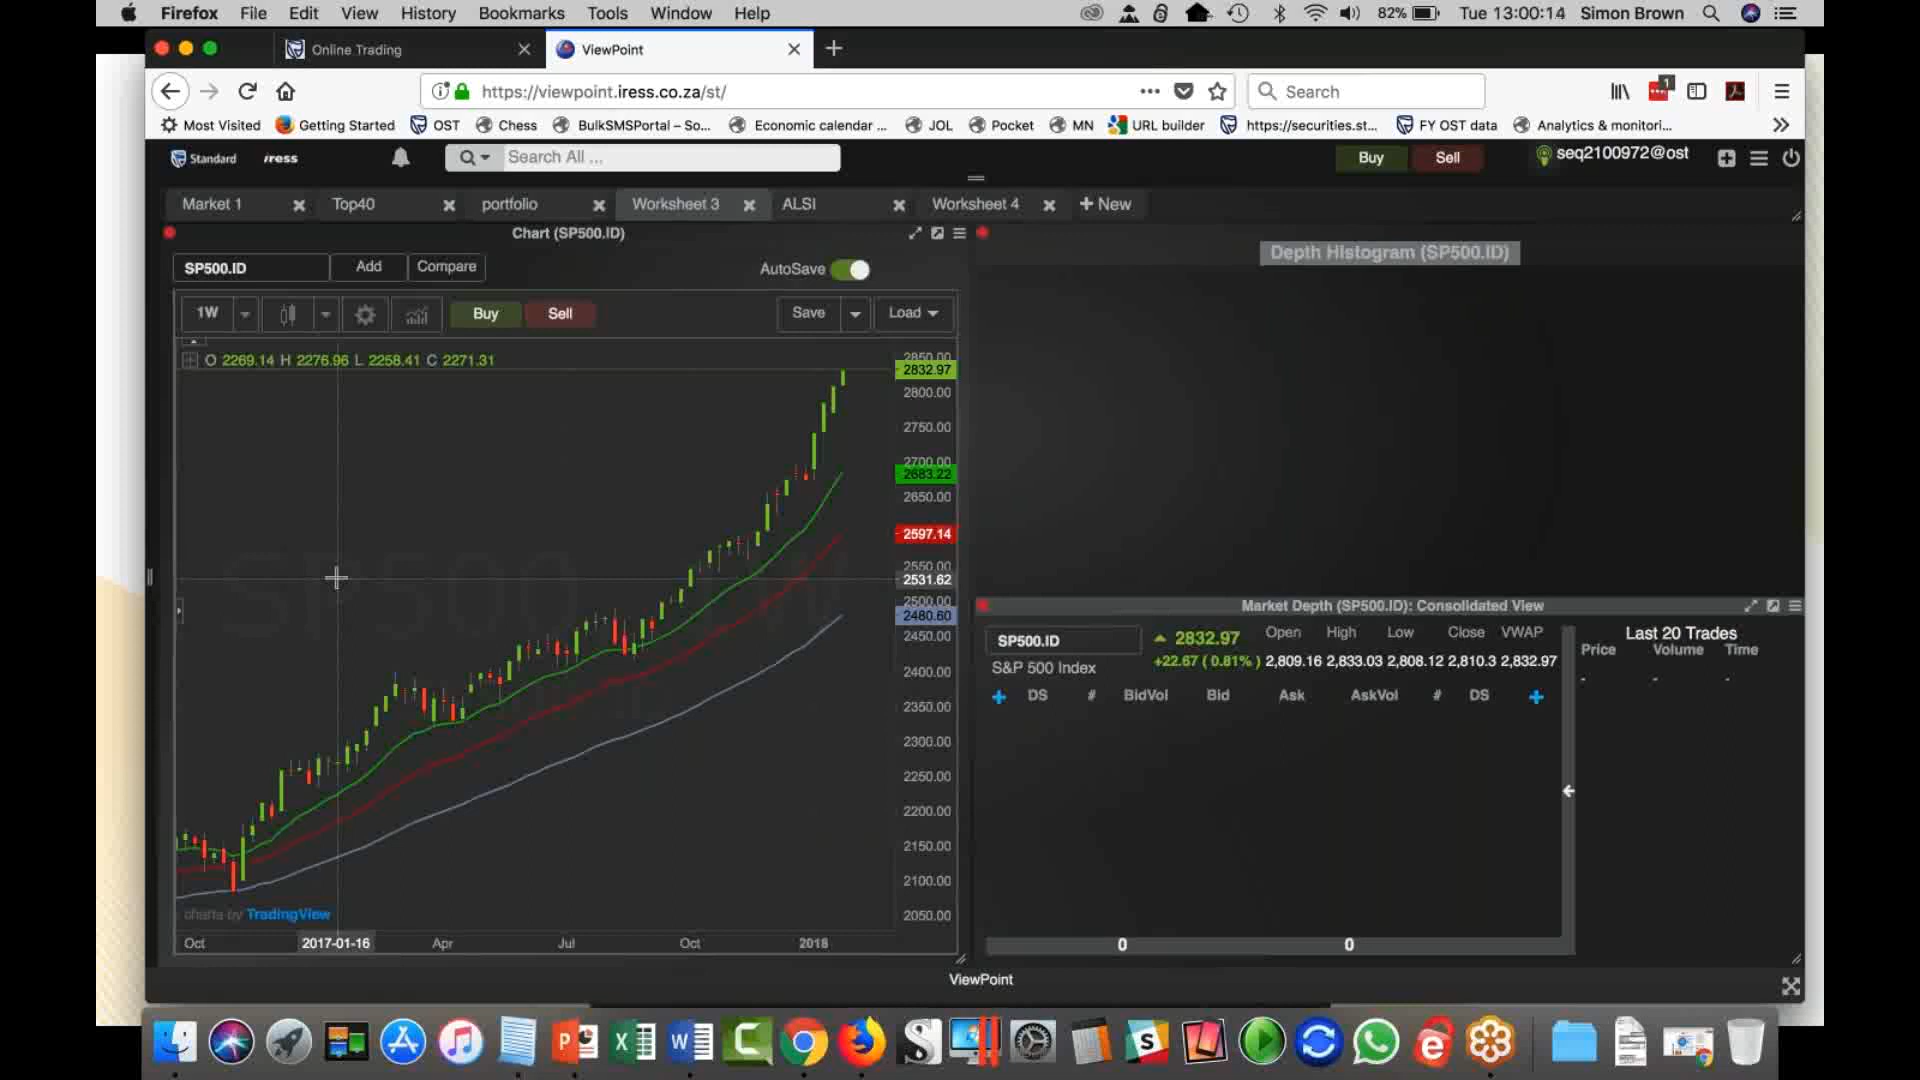 Firefox File Edit View History Bookmarks Tools Window Help 82% Tue 13:00:14 Simon Brown
Online Trading ViewPoint
https://viewpoint.iress.co.za/st/ Search 1
Most Visited Getting Started OST Chess BulkSMSPortal – So... Economic calendar ... JOL Pocket MN URL builder https://securities.st... FY OST data Analytics & monitori...
Standard iress Search All ... Buy Sell seq2100972@ost
Market 1 Top40 portfolio Worksheet 3 ALSI Worksheet 4 + New
Chart (SP500.ID)
Depth Histogram (SP500.ID)
SP500.ID Add Compare AutoSave
1W Buy Sell Save Load
O 2269.14 H 2276.96 L 2258.41 C 2271.31
2850.00
2832.97
2800.00
2750.00
2700.00
2683.22
2650.00
2597.14
2550.00
2531.62
2500.00
2480.60
2450.00
2400.00
2350.00
2300.00
2250.00
2200.00
2150.00
2100.00
2050.00
charts by TradingView
Oct 2017-01-16 Apr Jul Oct 2018
Market Depth (SP500.ID): Consolidated View
SP500.ID 2832.97 Open High Low Close VWAP
S&P 500 Index +22.67 ( 0.81% ) 2,809.16 2,833.03 2,808.12 2,810.3 2,832.97
DS # BidVol Bid Ask AskVol # DS
Last 20 Trades
Price Volume Time
- - -
0 0
ViewPoint